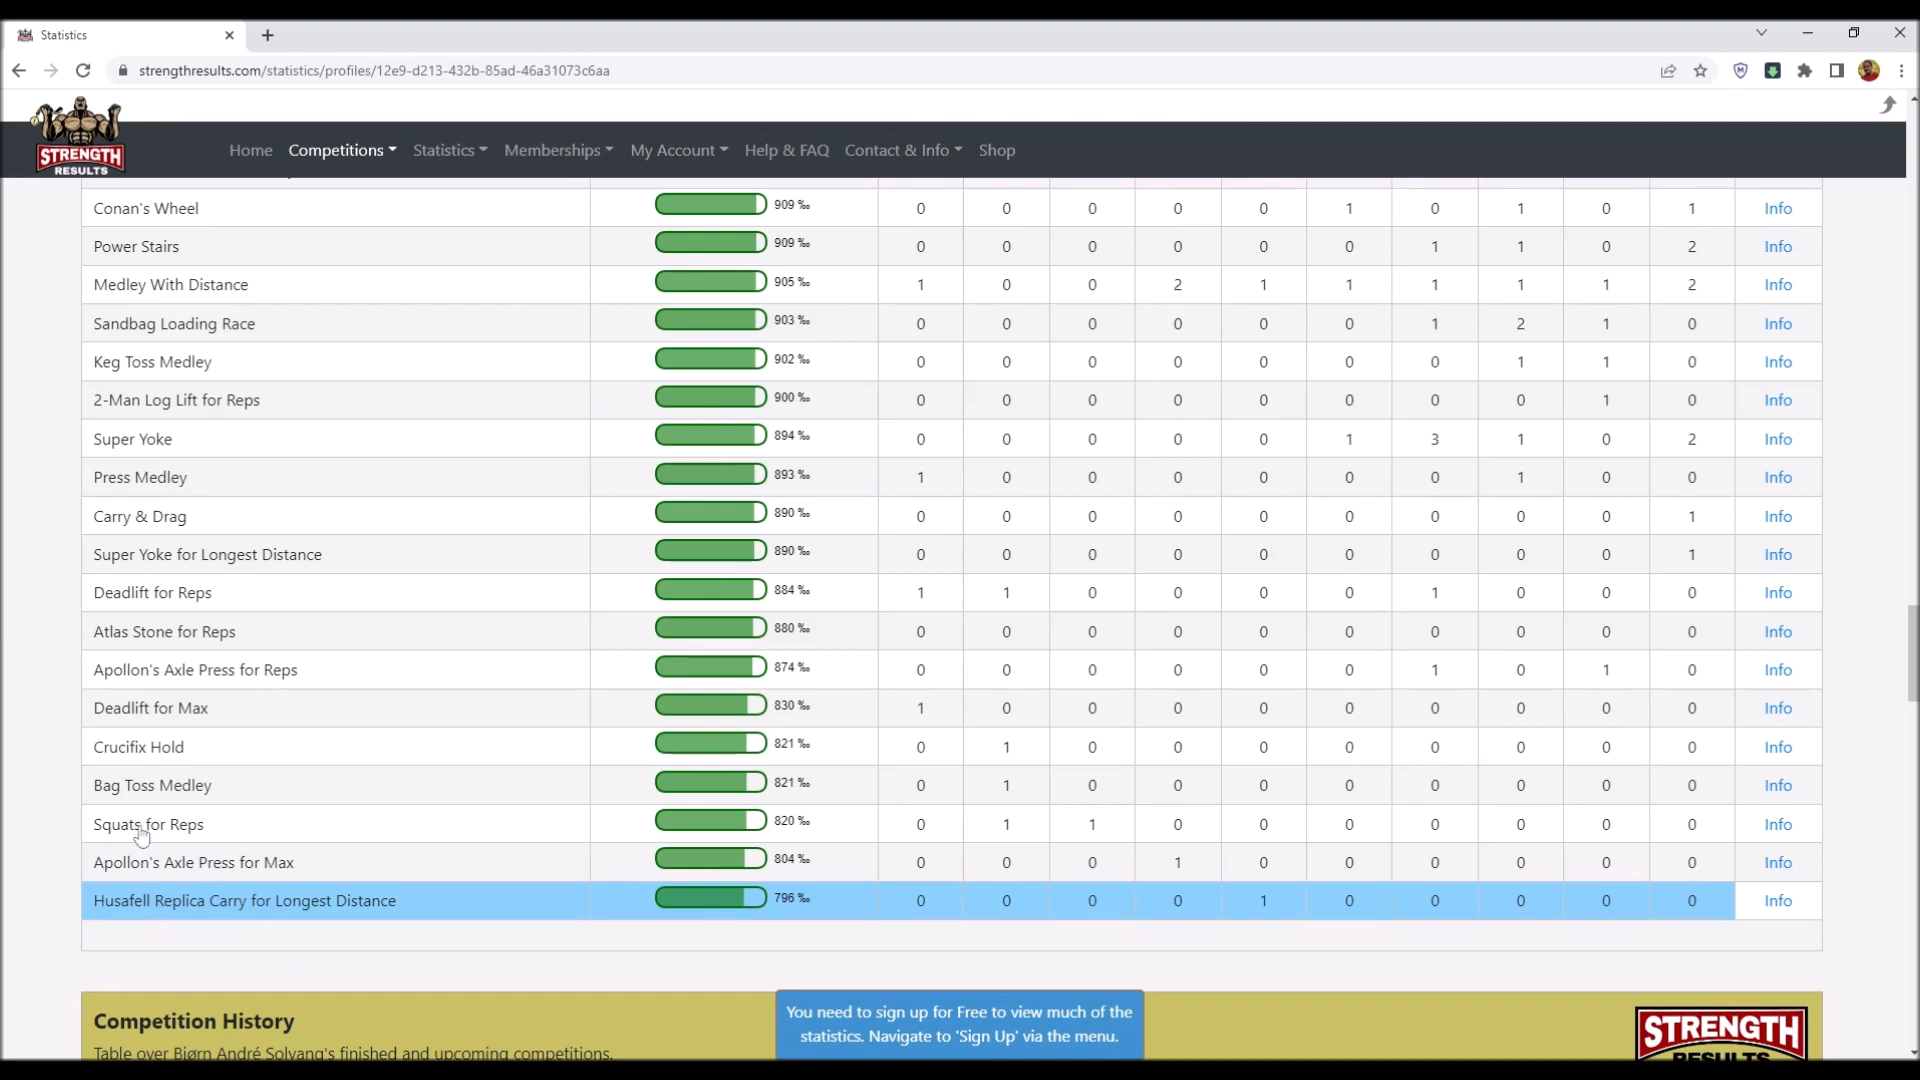 Statistics
strengthresults.com/statistics/profiles/12e9-d213-432b-85ad-46a31073c6aa
STRENGTH
RESULTS
Home Competitions Statistics Memberships My Account Help & FAQ Contact & Info Shop
Conan's Wheel 909 ‰ 0 0 0 0 0 1 0 1 0 1 Info
Power Stairs 909 ‰ 0 0 0 0 0 0 1 1 0 2 Info
Medley With Distance 905 ‰ 1 0 0 2 1 1 1 1 1 2 Info
Sandbag Loading Race 903 ‰ 0 0 0 0 0 0 1 2 1 0 Info
Keg Toss Medley 902 ‰ 0 0 0 0 0 0 0 1 1 0 Info
2-Man Log Lift for Reps 900 ‰ 0 0 0 0 0 0 0 0 1 0 Info
Super Yoke 894 ‰ 0 0 0 0 0 1 3 1 0 2 Info
Press Medley 893 ‰ 1 0 0 0 0 0 0 1 0 0 Info
Carry & Drag 890 ‰ 0 0 0 0 0 0 0 0 0 1 Info
Super Yoke for Longest Distance 890 ‰ 0 0 0 0 0 0 0 0 0 1 Info
Deadlift for Reps 884 ‰ 1 1 0 0 0 0 1 0 0 0 Info
Atlas Stone for Reps 880 ‰ 0 0 0 0 0 0 0 0 0 0 Info
Apollon's Axle Press for Reps 874 ‰ 0 0 0 0 0 0 1 0 1 0 Info
Deadlift for Max 830 ‰ 1 0 0 0 0 0 0 0 0 0 Info
Crucifix Hold 821 ‰ 0 1 0 0 0 0 0 0 0 0 Info
Bag Toss Medley 821 ‰ 0 1 0 0 0 0 0 0 0 0 Info
Squats for Reps 820 ‰ 0 1 1 0 0 0 0 0 0 0 Info
Apollon's Axle Press for Max 804 ‰ 0 0 0 1 0 0 0 0 0 0 Info
Husafell Replica Carry for Longest Distance 796 ‰ 0 0 0 0 1 0 0 0 0 0 Info
Competition History
Table over Bjørn André Solvang's finished and upcoming competitions.
You need to sign up for Free to view much of the
statistics. Navigate to 'Sign Up' via the menu.
STRENGTH
RESULTS